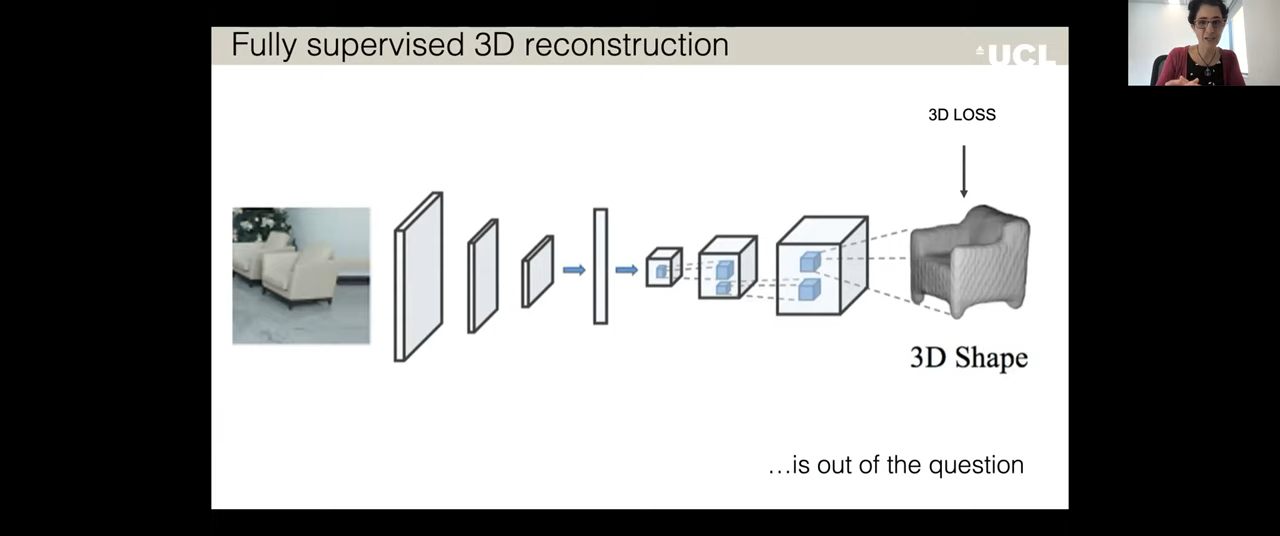 Fully supervised 3D reconstruction
UCL
3D LOSS
3D Shape
...is out of the question